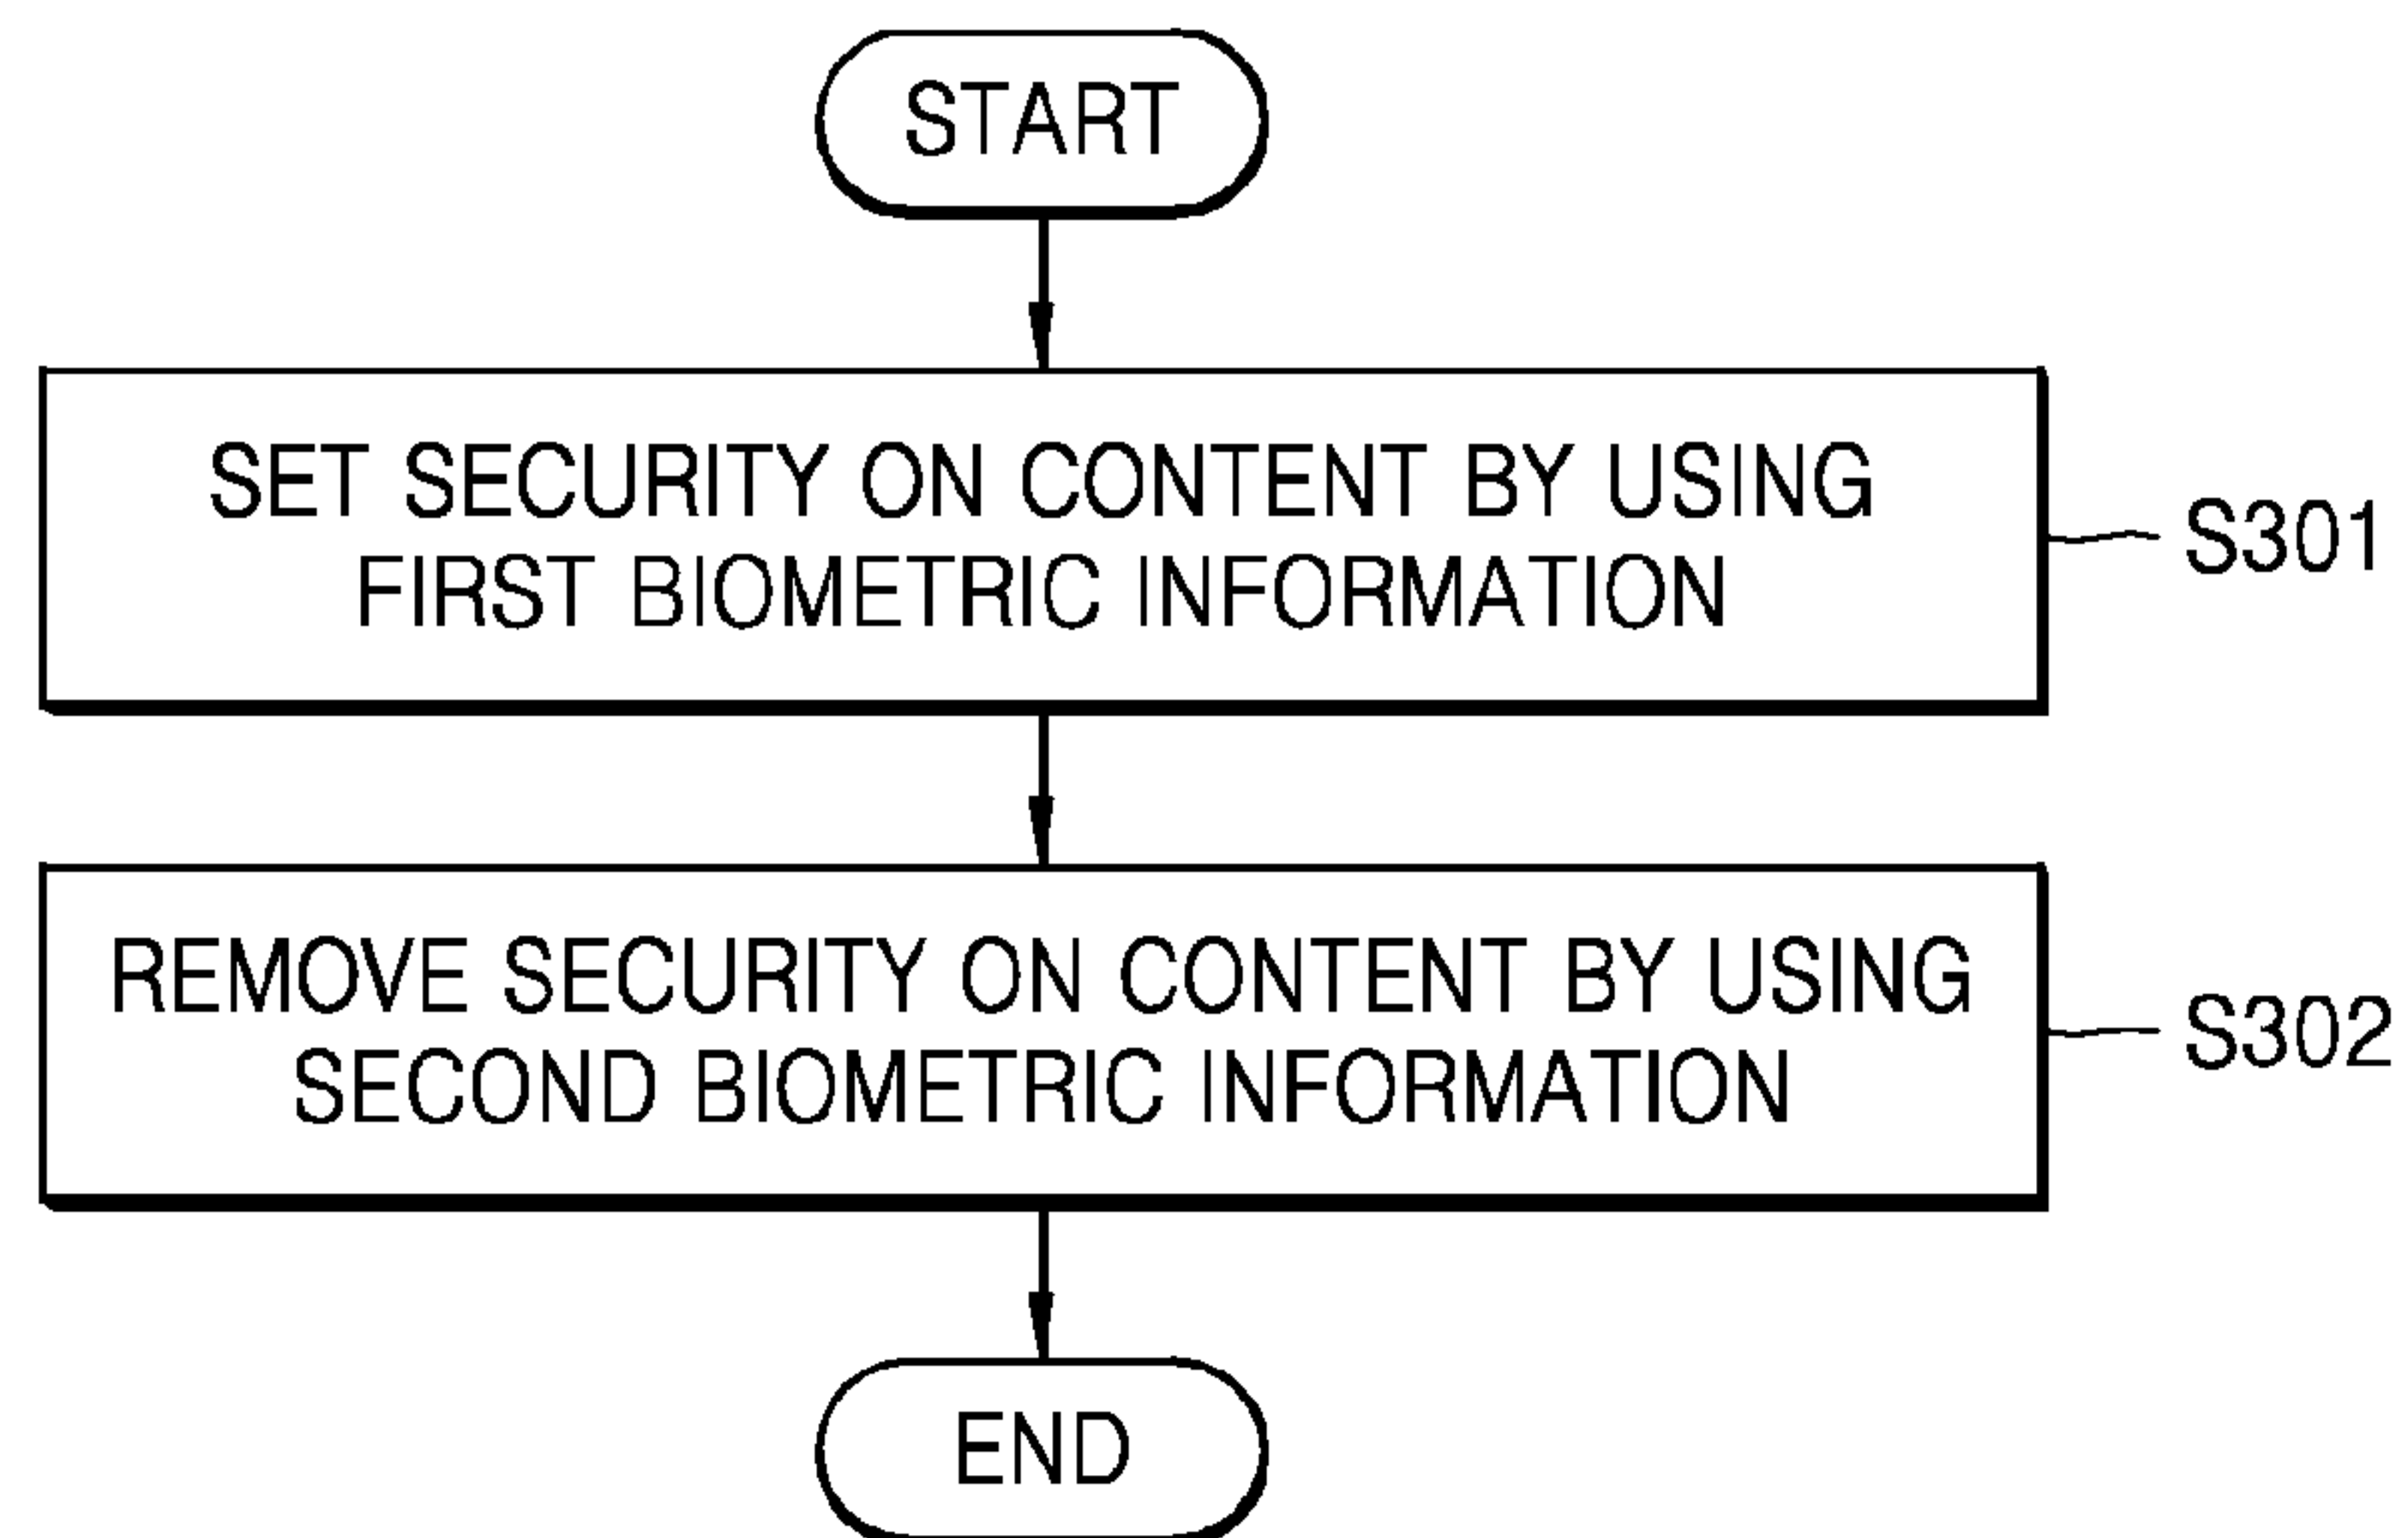 START
SET SECURITY ON CONTENT BY USING
FIRST BIOMETRIC INFORMATION
S301
REMOVE SECURITY ON CONTENT BY USING
SECOND BIOMETRIC INFORMATION
S302
END